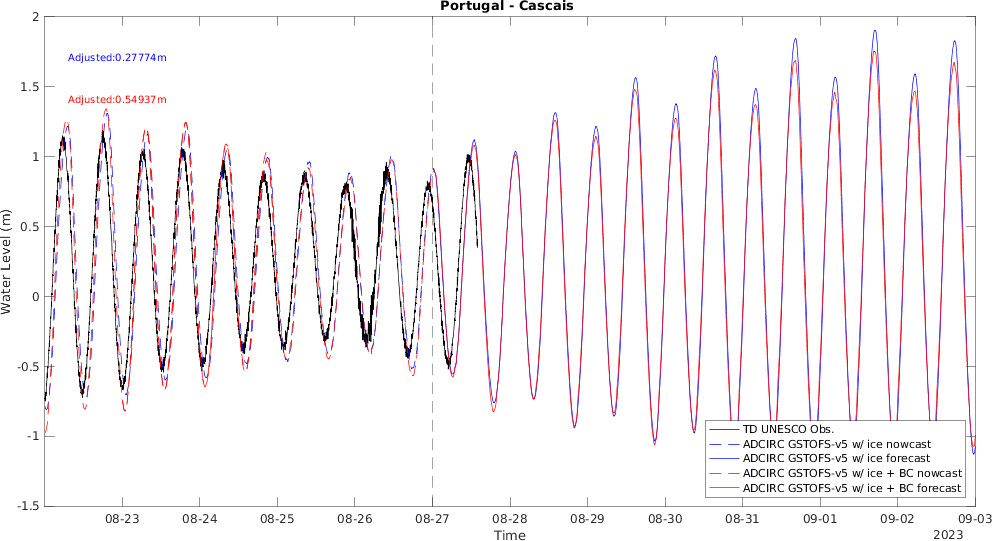 Portugal - Cascais
Adjusted:0.27774m
Adjusted:0.54937m
Water Level (m)
2
1.5
1
0.5
0
-0.5
-1
-1.5
TD UNESCO Obs.
ADCIRC GSTOFS-v5 w/ ice nowcast
ADCIRC GSTOFS-v5 w/ ice forecast
ADCIRC GSTOFS-v5 w/ ice + BC nowcast
ADCIRC GSTOFS-v5 w/ ice + BC forecast
08-23 08-24 08-25 08-26 08-27 08-28 08-29 08-30 08-31 09-01 09-02 09-03
Time
2023